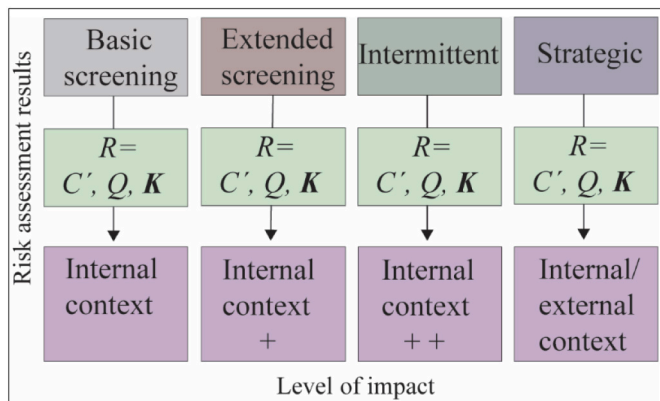 Risk assessment results
Basic
screening
R=
C´, Q, K
Internal
context
Extended
screening
R=
C´, Q, K
Internal
context
+
Intermittent
R=
C´, Q, K
Internal
context
+ +
Strategic
R=
C´, Q, K
Internal/
external
context
Level of impact